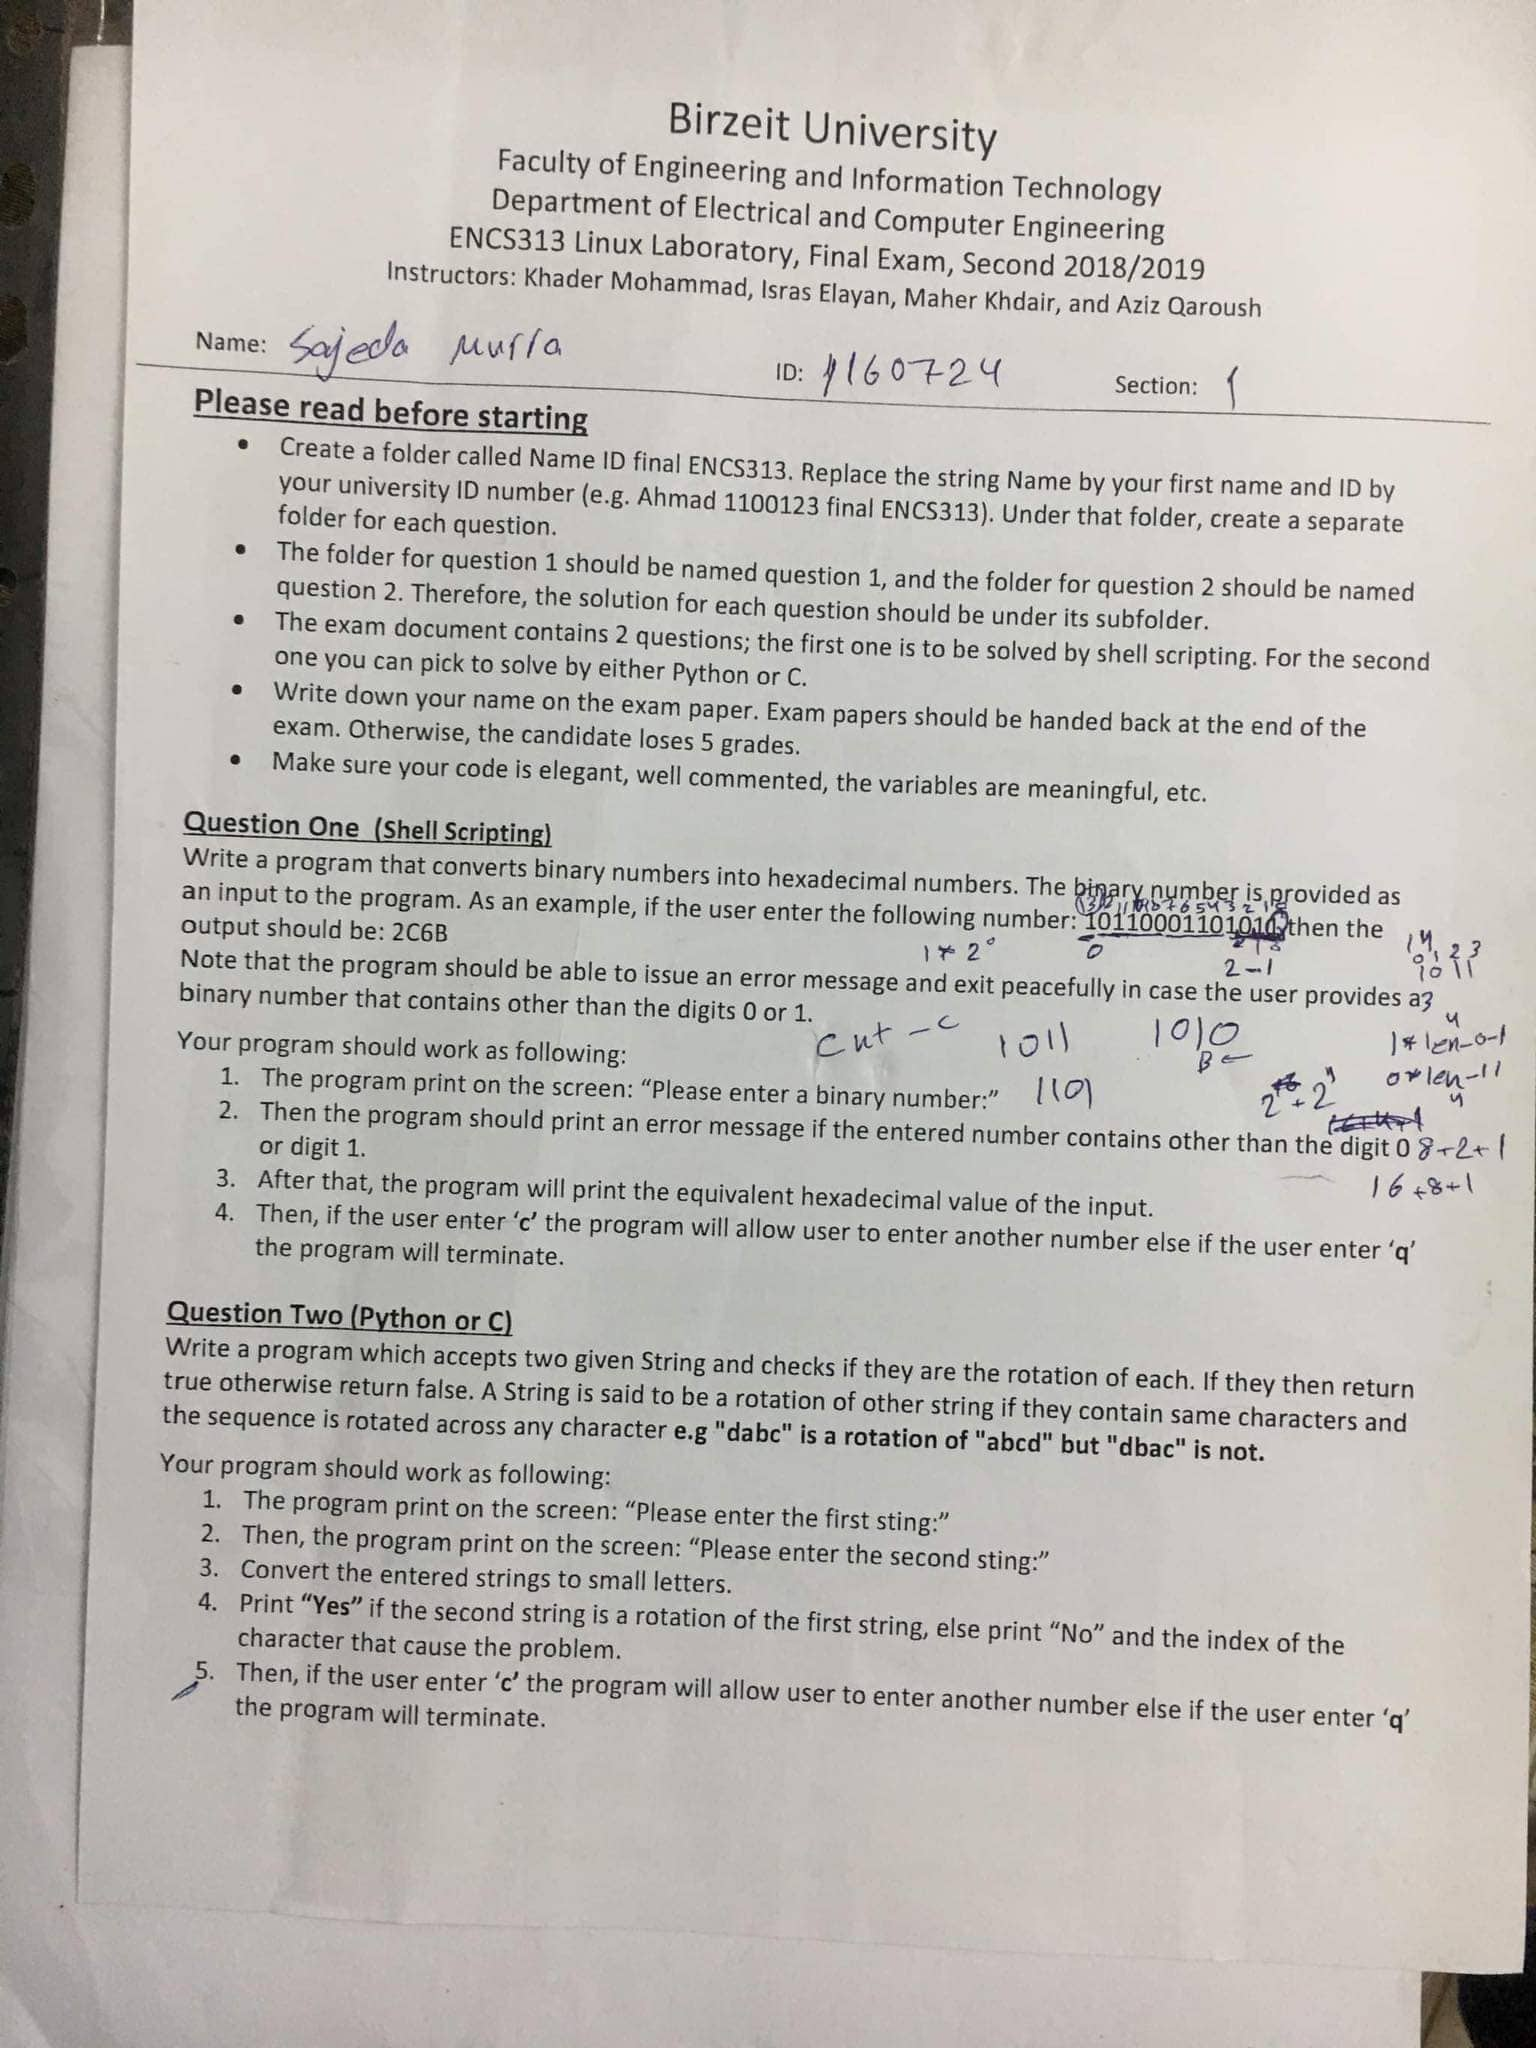 Birzeit University
Faculty of Engineering and Information Technology
Department of Electrical and Computer Engineering
ENCS313 Linux Laboratory, Final Exam, Second 2018/2019
Instructors: Khader Mohammad, Isras Elayan, Maher Khdair, and Aziz Qaroush
Name: Sajeda Murra ID: 1160724 Section: 1
Please read before starting
• Create a folder called Name ID final ENCS313. Replace the string Name by your first name and ID by
your university ID number (e.g. Ahmad 1100123 final ENCS313). Under that folder, create a separate
folder for each question.
• The folder for question 1 should be named question 1, and the folder for question 2 should be named
question 2. Therefore, the solution for each question should be under its subfolder.
• The exam document contains 2 questions; the first one is to be solved by shell scripting. For the second
one you can pick to solve by either Python or C.
• Write down your name on the exam paper. Exam papers should be handed back at the end of the
exam. Otherwise, the candidate loses 5 grades.
• Make sure your code is elegant, well commented, the variables are meaningful, etc.
Question One (Shell Scripting)
Write a program that converts binary numbers into hexadecimal numbers. The binary number is provided as
an input to the program. As an example, if the user enter the following number: then the
output should be: 2C6B
1 * 2⁰
0
2-1
Note that the program should be able to issue an error message and exit peacefully in case the user provides a
binary number that contains other than the digits 0 or 1.
cut -c 1011 1010
B ←
1101
Your program should work as following:
1. The program print on the screen: “Please enter a binary number:”
2. Then the program should print an error message if the entered number contains other than the digit 0
or digit 1.
8+2+1
16+8+1
3. After that, the program will print the equivalent hexadecimal value of the input.
4. Then, if the user enter ‘c’ the program will allow user to enter another number else if the user enter ‘q’
the program will terminate.
Question Two (Python or C)
Write a program which accepts two given String and checks if they are the rotation of each. If they then return
true otherwise return false. A String is said to be a rotation of other string if they contain same characters and
the sequence is rotated across any character e.g "dabc" is a rotation of "abcd" but "dbac" is not.
Your program should work as following:
1. The program print on the screen: “Please enter the first sting:”
2. Then, the program print on the screen: “Please enter the second sting:”
3. Convert the entered strings to small letters.
4. Print “Yes” if the second string is a rotation of the first string, else print “No” and the index of the
character that cause the problem.
5. Then, if the user enter ‘c’ the program will allow user to enter another number else if the user enter ‘q’
the program will terminate.